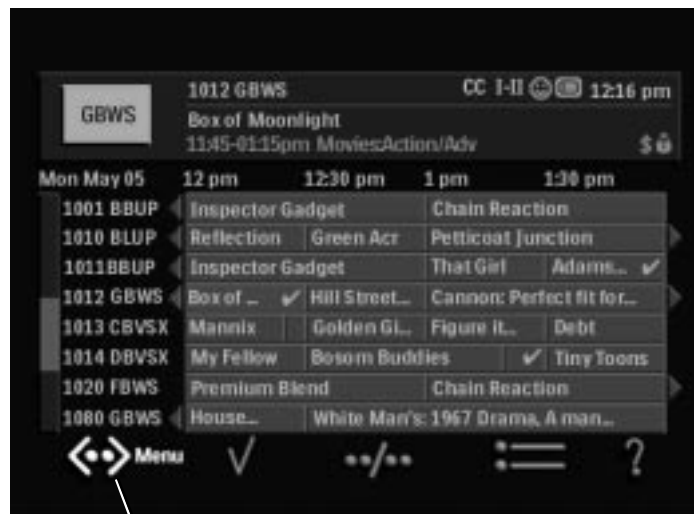 1012 GBWS CC I-II 12:16 pm
GBWS
Box of Moonlight
11:45-01:15pm Movies:Action/Adv $
Mon May 05 12 pm 12:30 pm 1 pm 1:30 pm
1001 BBUP Inspector Gadget Chain Reaction
1010 BLUP Reflection Green Acr Petticoat Junction
1011BBUP Inspector Gadget That Girl Adams... ✔
1012 GBWS Box of ... ✔ Hill Street... Cannon: Perfect fit for...
1013 CBVSX Mannix Golden Gi... Figure it... Debt
1014 DBVSX My Fellow Bosom Buddies ✔ Tiny Toons
1020 FBWS Premium Blend Chain Reaction
1080 GBWS House... White Man's: 1967 Drama, A man...
Menu ?